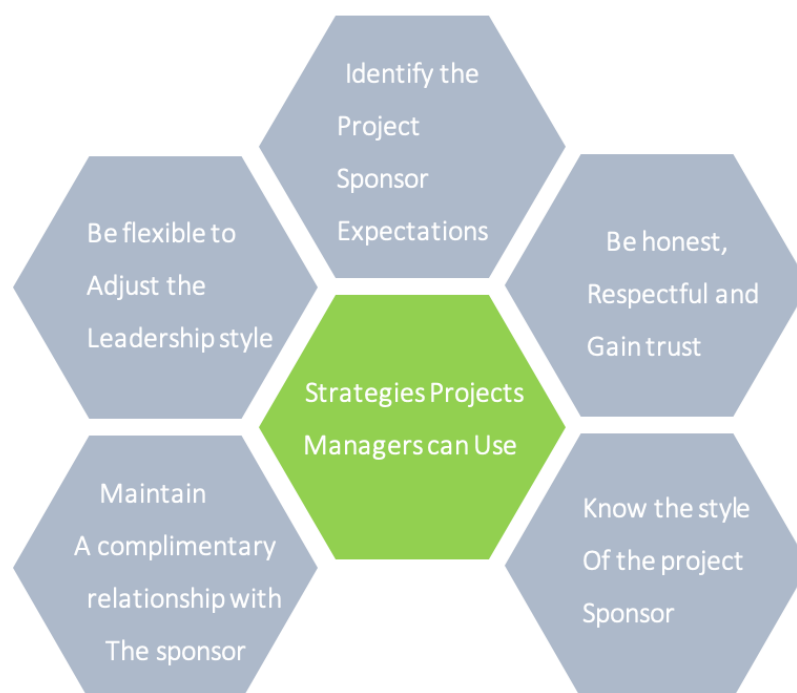 Identify the
Project
Sponsor
Expectations
Be flexible to
Adjust the
Leadership style
Be honest,
Respectful and
Gain trust
Strategies Projects
Managers can Use
Maintain
A complimentary
relationship with
The sponsor
Know the style
Of the project
Sponsor